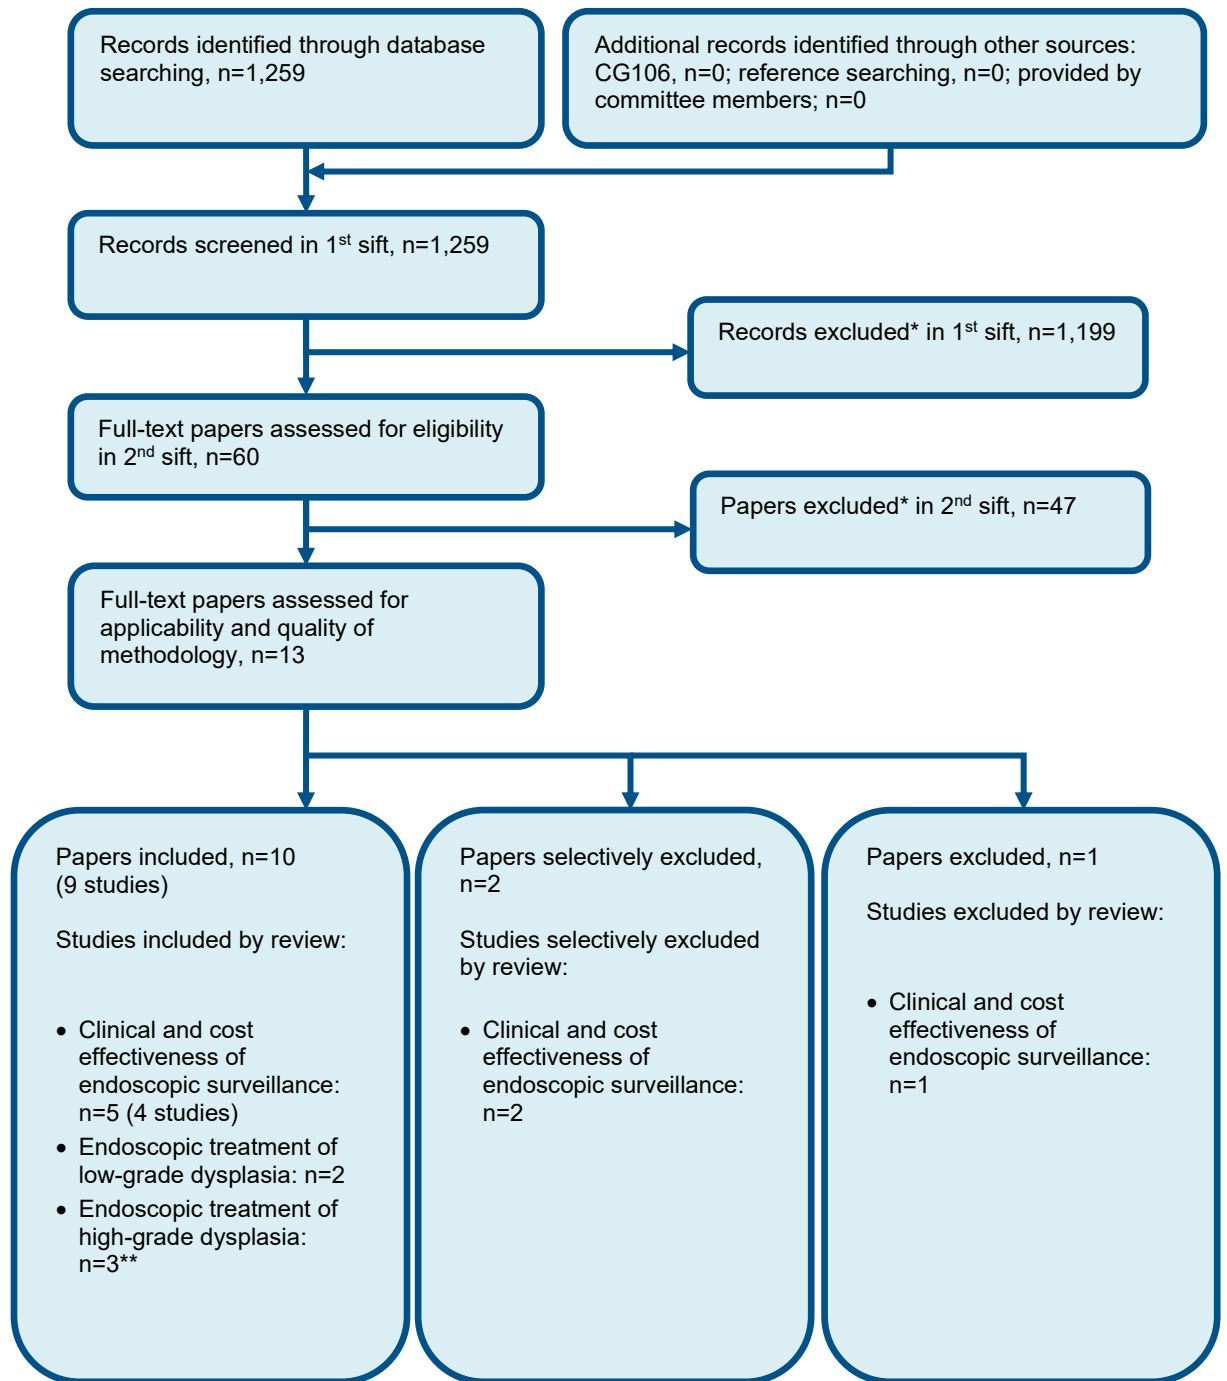 Records identified through database
searching, n=1,259
Additional records identified through other sources:
CG106, n=0; reference searching, n=0; provided by
committee members; n=0
Records screened in 1st sift, n=1,259
Records excluded* in 1st sift, n=1,199
Full-text papers assessed for eligibility
in 2nd sift, n=60
Papers excluded* in 2nd sift, n=47
Full-text papers assessed for
applicability and quality of
methodology, n=13
Papers included, n=10
(9 studies)
Studies included by review:
• Clinical and cost
effectiveness of
endoscopic surveillance:
n=5 (4 studies)
• Endoscopic treatment of
low-grade dysplasia: n=2
• Endoscopic treatment of
high-grade dysplasia:
n=3**
Papers selectively excluded,
n=2
Studies selectively excluded
by review:
• Clinical and cost
effectiveness of
endoscopic surveillance:
n=2
Papers excluded, n=1
Studies excluded by review:
• Clinical and cost
effectiveness of
endoscopic surveillance:
n=1